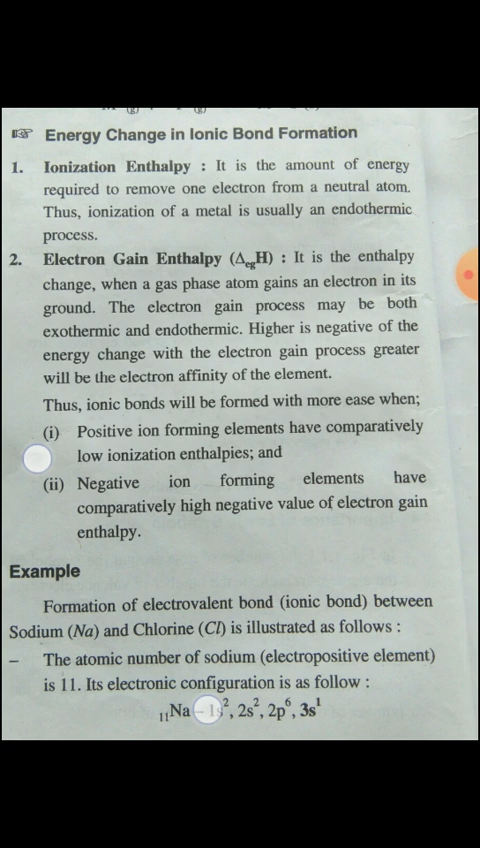 ☞ Energy Change in Ionic Bond Formation
1. Ionization Enthalpy : It is the amount of energy
required to remove one electron from a neutral atom.
Thus, ionization of a metal is usually an endothermic
process.
2. Electron Gain Enthalpy (ΔegH) : It is the enthalpy
change, when a gas phase atom gains an electron in its
ground. The electron gain process may be both
exothermic and endothermic. Higher is negative of the
energy change with the electron gain process greater
will be the electron affinity of the element.
Thus, ionic bonds will be formed with more ease when;
(i) Positive ion forming elements have comparatively
low ionization enthalpies; and
(ii) Negative ion forming elements have
comparatively high negative value of electron gain
enthalpy.
Example
Formation of electrovalent bond (ionic bond) between
Sodium (Na) and Chlorine (Cl) is illustrated as follows :
– The atomic number of sodium (electropositive element)
is 11. Its electronic configuration is as follow :
₁₁Na – 1s², 2s², 2p⁶, 3s¹